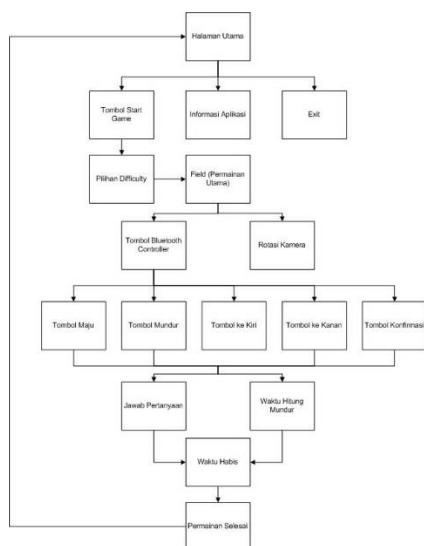 Halaman Utama
Tombol Start
Game
Informasi Aplikasi
Exit
Pilihan Difficulty
Field (Permainan
Utama)
Tombol Bluetooth
Controller
Rotasi Kamera
Tombol Maju
Tombol Mundur
Tombol ke Kiri
Tombol ke Kanan
Tombol Konfirmasi
Jawab Pertanyaan
Waktu Hitung
Mundur
Waktu Habis
Permainan Selesai